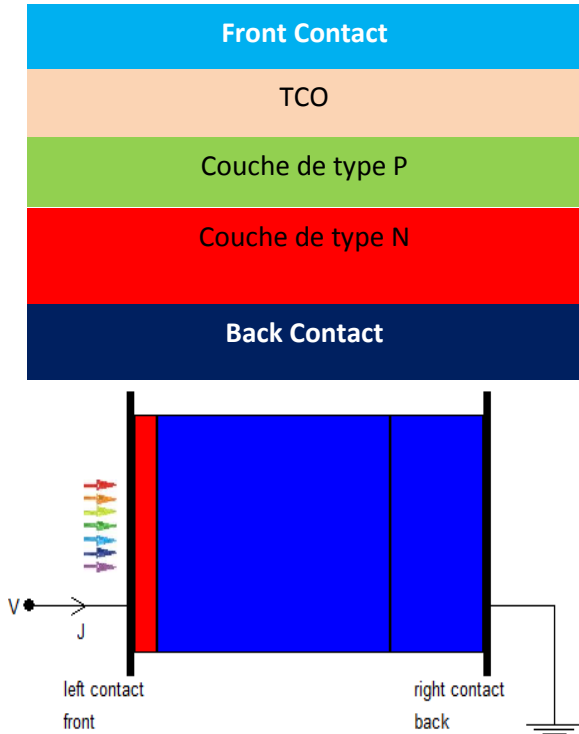 Front Contact
TCO
Couche de type P
Couche de type N
Back Contact
V
J
left contact
front
right contact
back